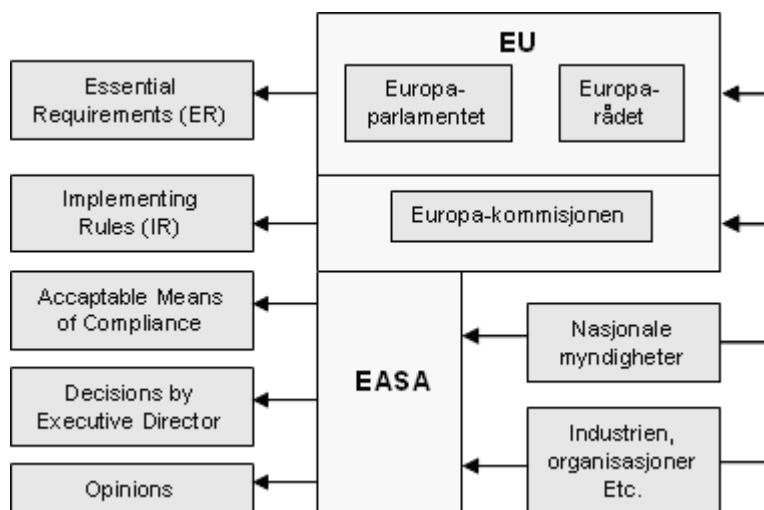 EU
Essential
Requirements (ER)
Europa-
parlamentet
Europa-
rådet
Implementing
Rules (IR)
Europa-kommisjonen
Accaptable Means
of Compliance
EASA
Nasjonale
myndigheter
Decisions by
Executive Director
Industrien,
organisasjoner
Etc.
Opinions